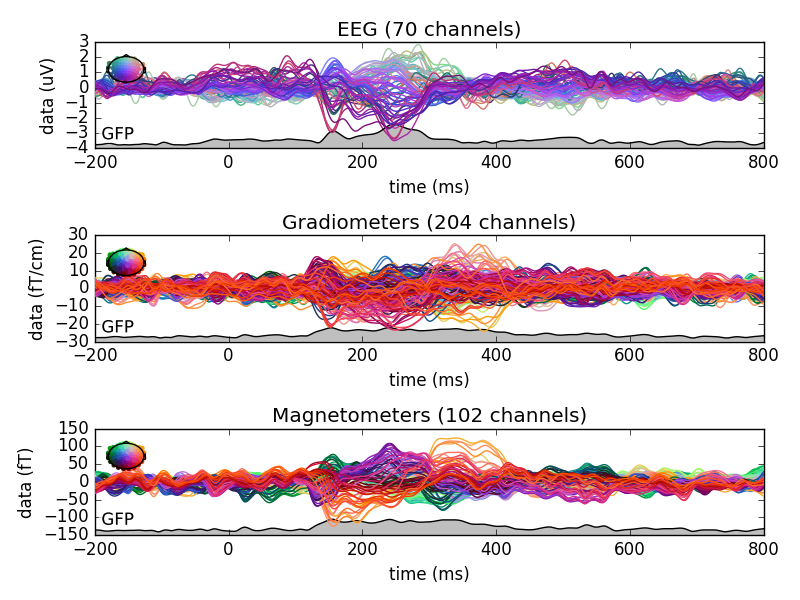 EEG (70 channels)
data (uV)
3
2
1
0
−1
−2
−3
−4
GFP
−200 0 200 400 600 800
time (ms)
Gradiometers (204 channels)
data (fT/cm)
30
20
10
0
−10
−20
−30
GFP
−200 0 200 400 600 800
time (ms)
Magnetometers (102 channels)
data (fT)
150
100
50
0
−50
−100
−150
GFP
−200 0 200 400 600 800
time (ms)